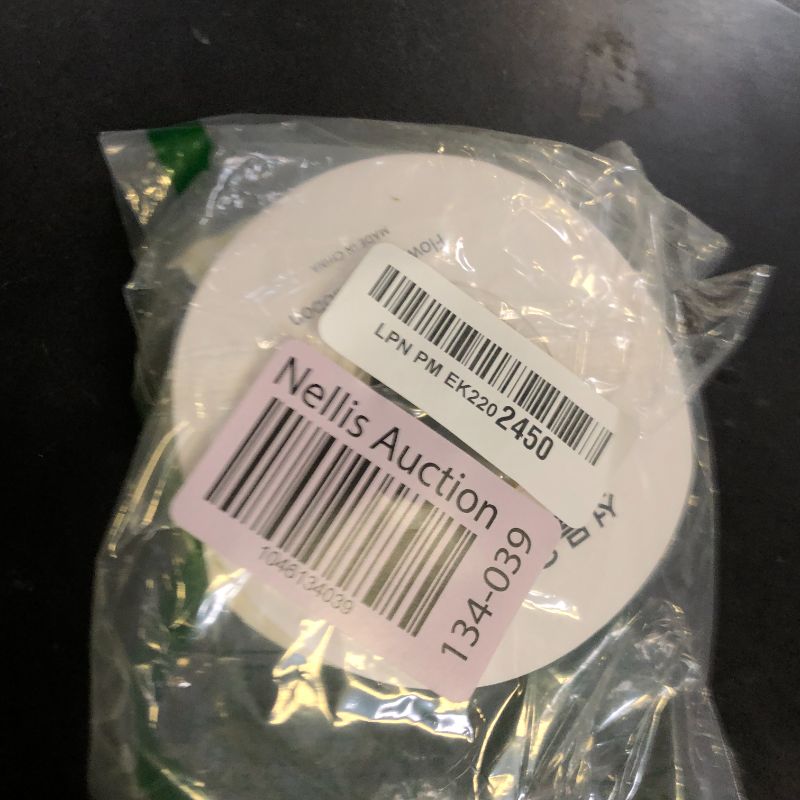 MADE IN CHINA
LPN PM EK220 2450
Nellis Auction
1046134039
134-039